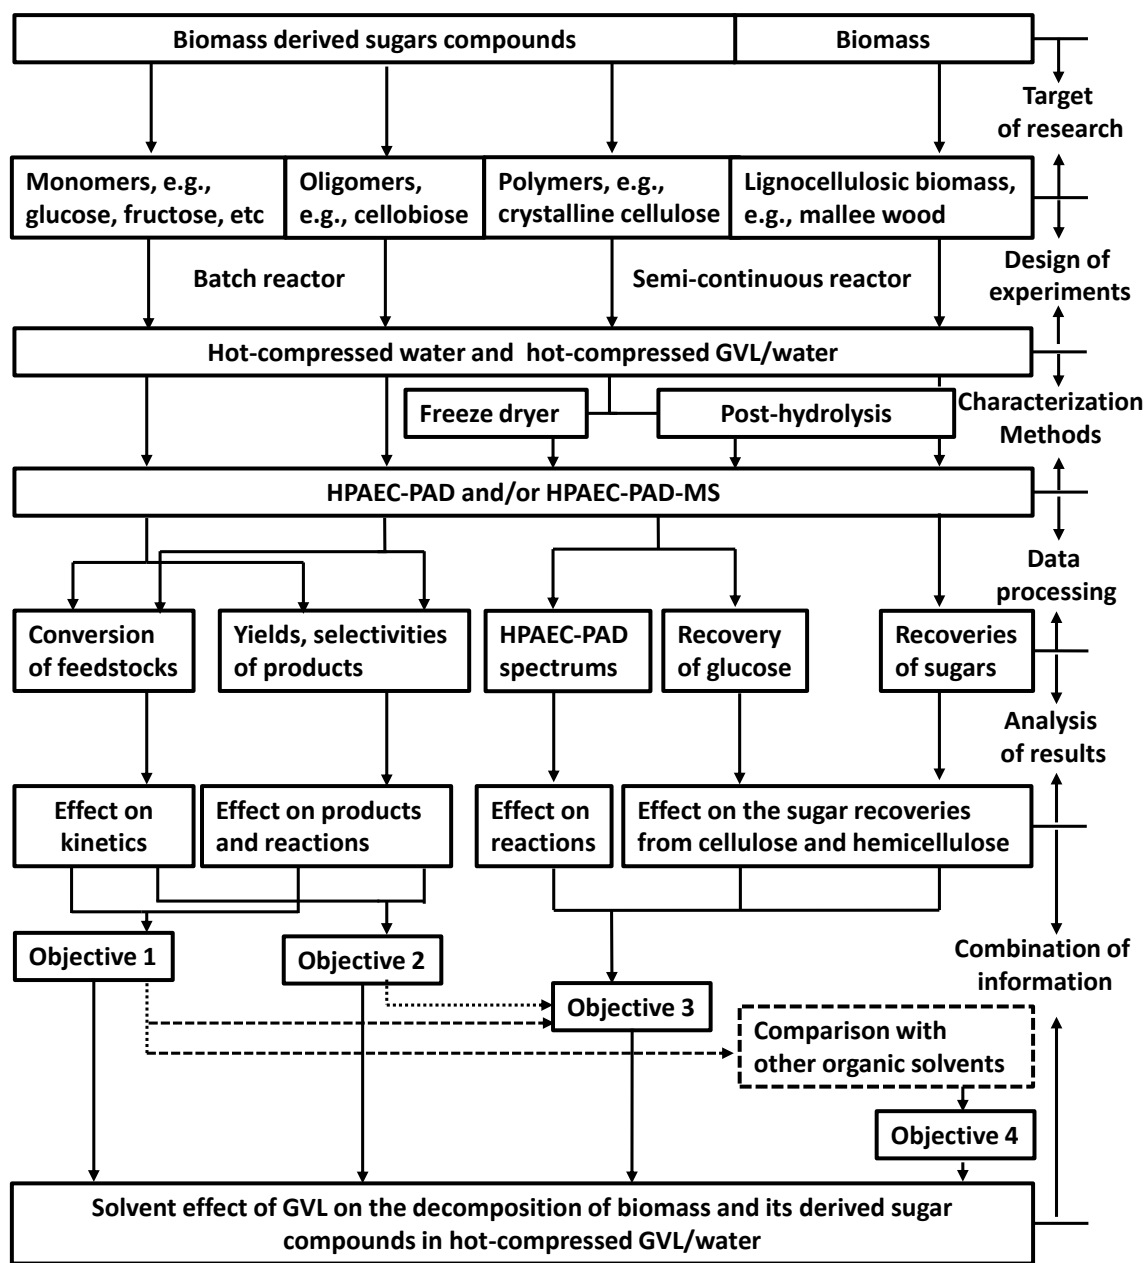 Biomass derived sugars compounds
Biomass
Target
of research
Monomers, e.g.,
glucose, fructose, etc
Oligomers,
e.g., cellobiose
Polymers, e.g.,
crystalline cellulose
Lignocellulosic biomass,
e.g., mallee wood
Batch reactor
Semi-continuous reactor
Design of
experiments
Hot-compressed water and hot-compressed GVL/water
Freeze dryer
Post-hydrolysis
Characterization
Methods
HPAEC-PAD and/or HPAEC-PAD-MS
Data
processing
Conversion
of feedstocks
Yields, selectivities
of products
HPAEC-PAD
spectrums
Recovery
of glucose
Recoveries
of sugars
Analysis
of results
Effect on
kinetics
Effect on products
and reactions
Effect on
reactions
Effect on the sugar recoveries
from cellulose and hemicellulose
Objective 1
Objective 2
Combination of
information
Objective 3
Comparison with
other organic solvents
Objective 4
Solvent effect of GVL on the decomposition of biomass and its derived sugar
compounds in hot-compressed GVL/water